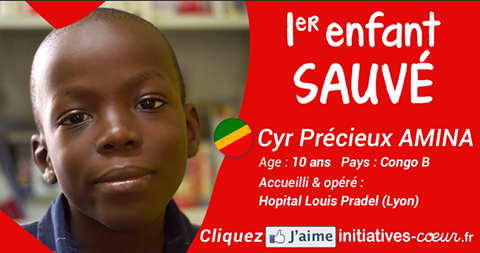 1ER enfant
SAUVÉ
Cyr Précieux AMINA
Age : 10 ans Pays : Congo B
Accueilli & opéré :
Hopital Louis Pradel (Lyon)
Cliquez J'aime initiatives-cœur.fr